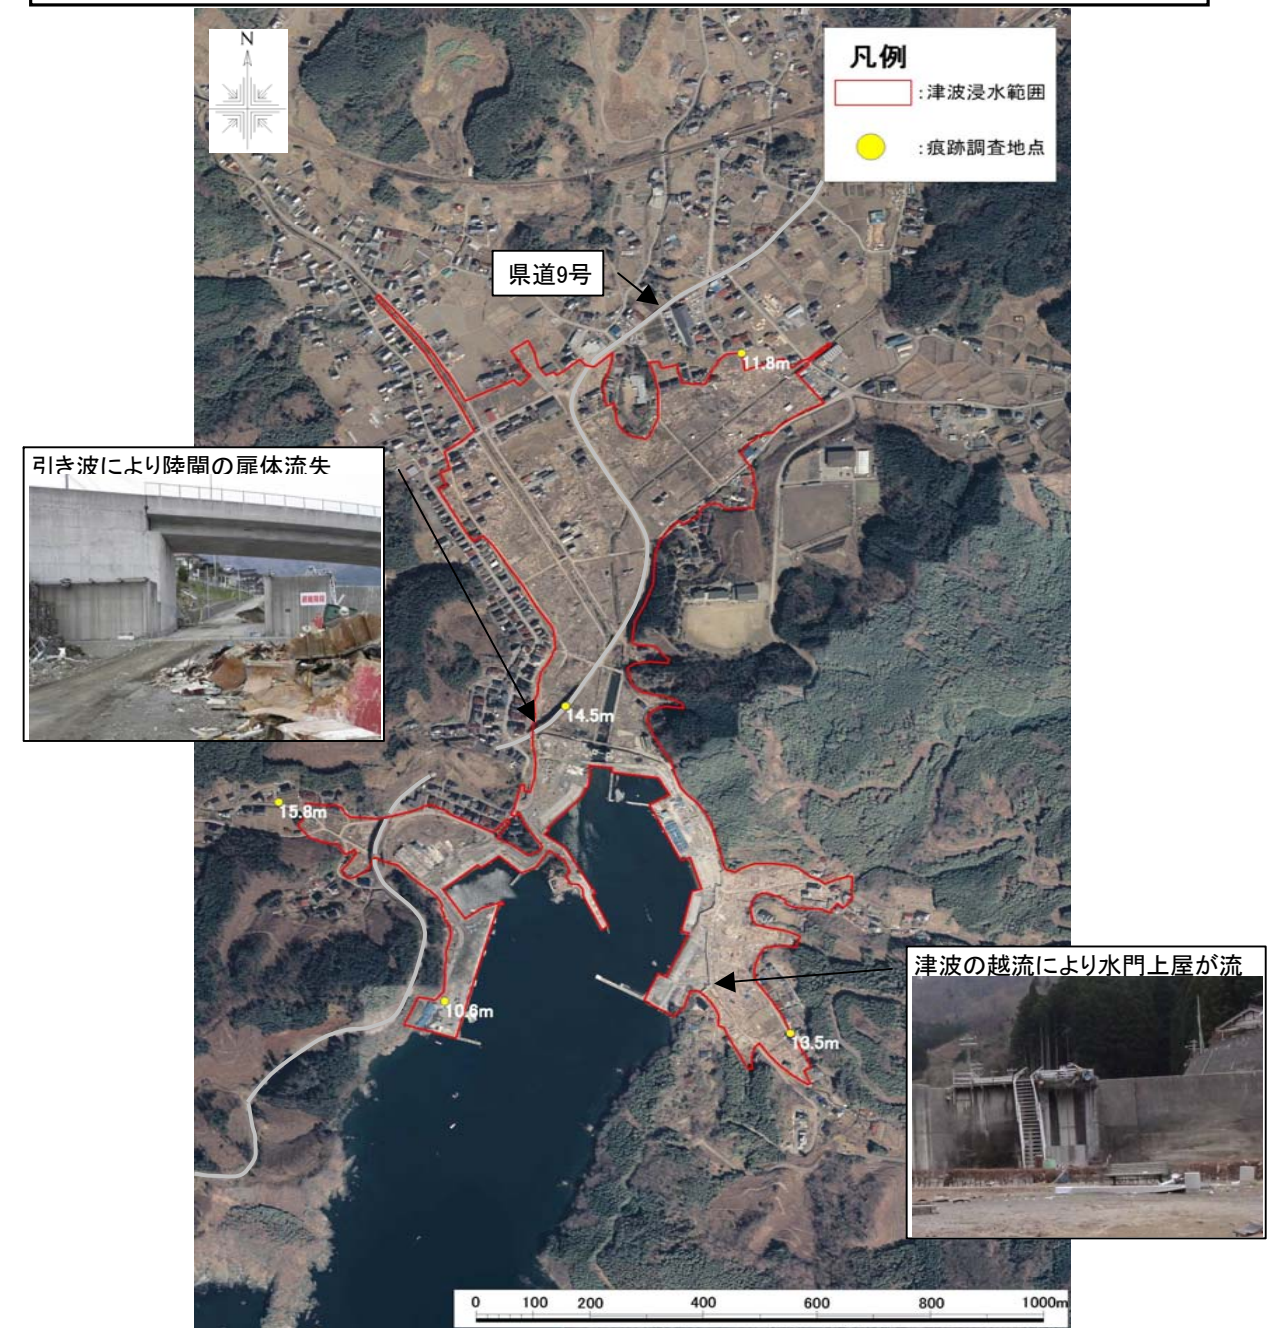 N
凡例
:津波浸水範囲
:痕跡調査地点
県道9号
11.8m
引き波により陸閘の扉体流失
14.5m
15.8m
10.6m
13.5m
津波の越流により水門上屋が流
0 100 200 400 600 800 1000m